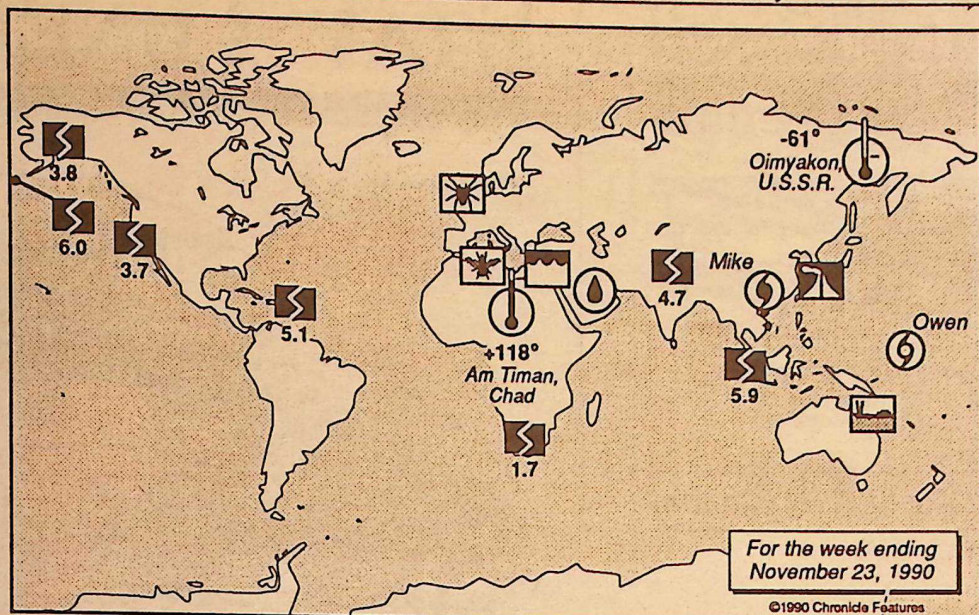 3.8
6.0
3.7
5.1
+118°
Am Timan,
Chad
1.7
-61°
Oimyakon,
U.S.S.R.
4.7
Mike
5.9
Owen
For the week ending
November 23, 1990
©1990 Chronicle Features